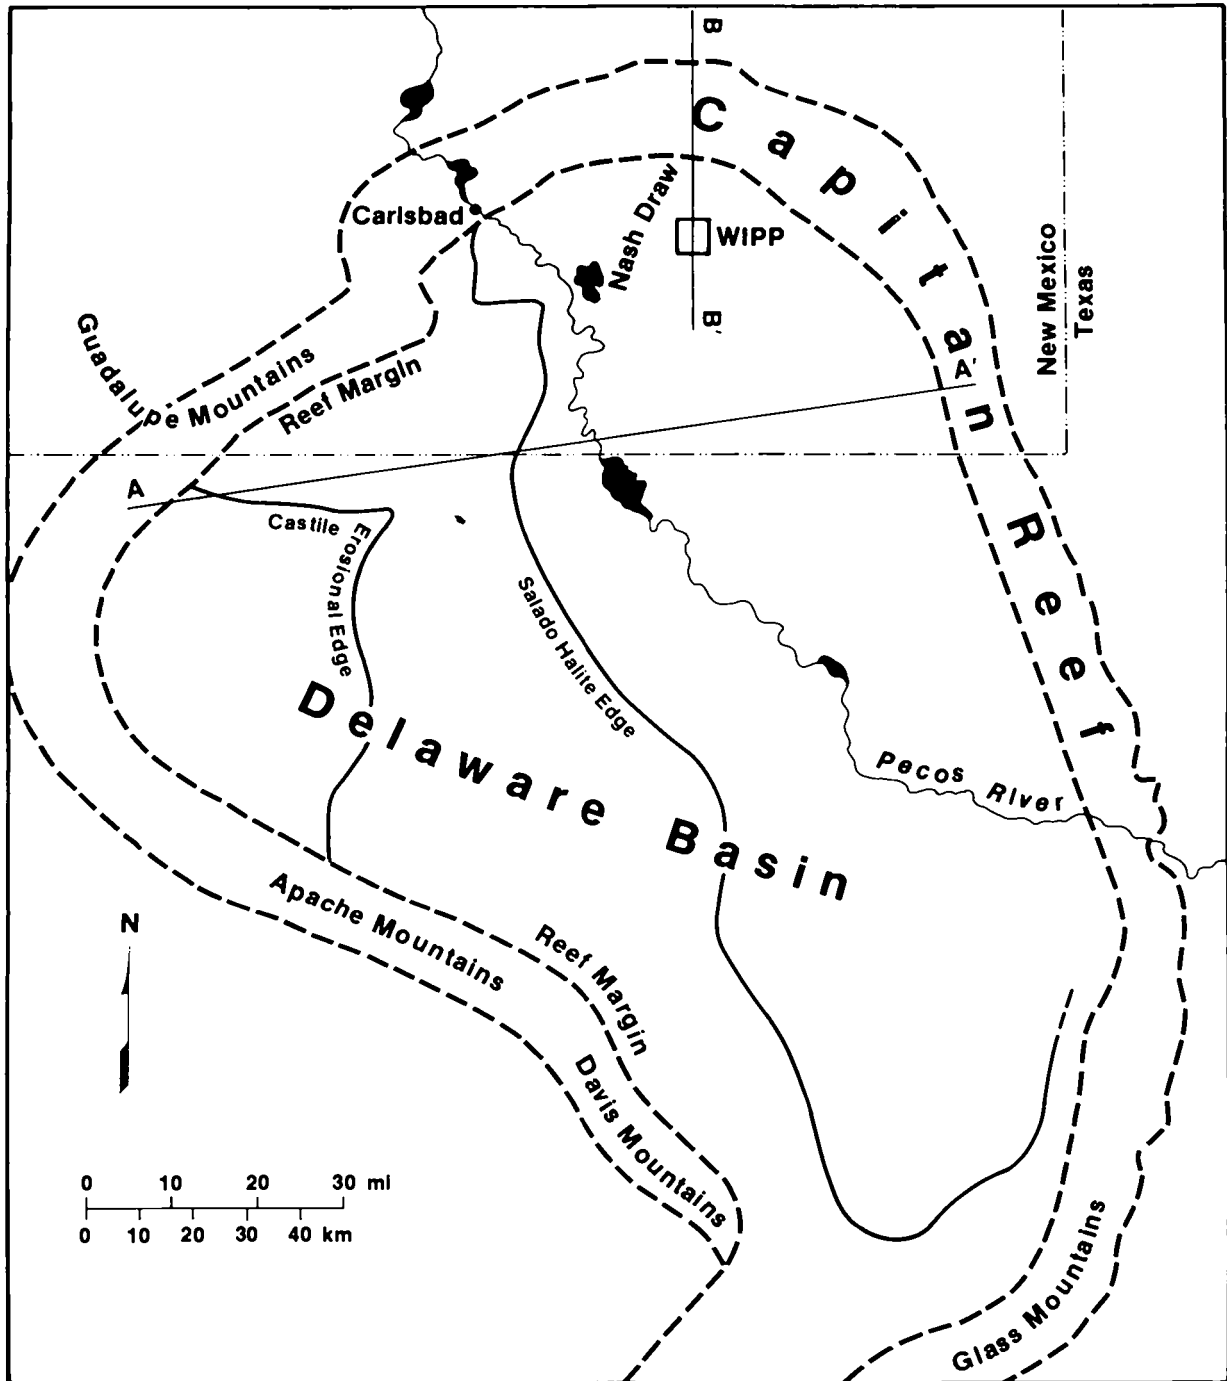 B
Capitan Reef
Carlsbad
Nash Draw
WIPP
New Mexico
Texas
B'
Guadalupe Mountains
Reef Margin
A'
A
Castile
Erosional Edge
Salado Halite Edge
Delaware Basin
Pecos River
Apache Mountains
N
Reef Margin
Davis Mountains
0 10 20 30 mi
0 10 20 30 40 km
Glass Mountains